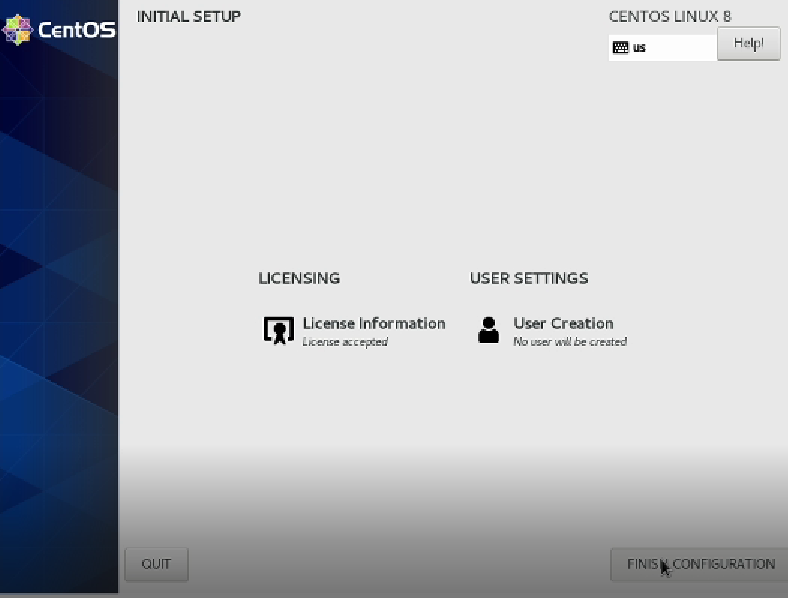 CentOS
INITIAL SETUP
CENTOS LINUX 8
us
Help!
LICENSING
License Information
License accepted
USER SETTINGS
User Creation
No user will be created
QUIT
FINISH CONFIGURATION